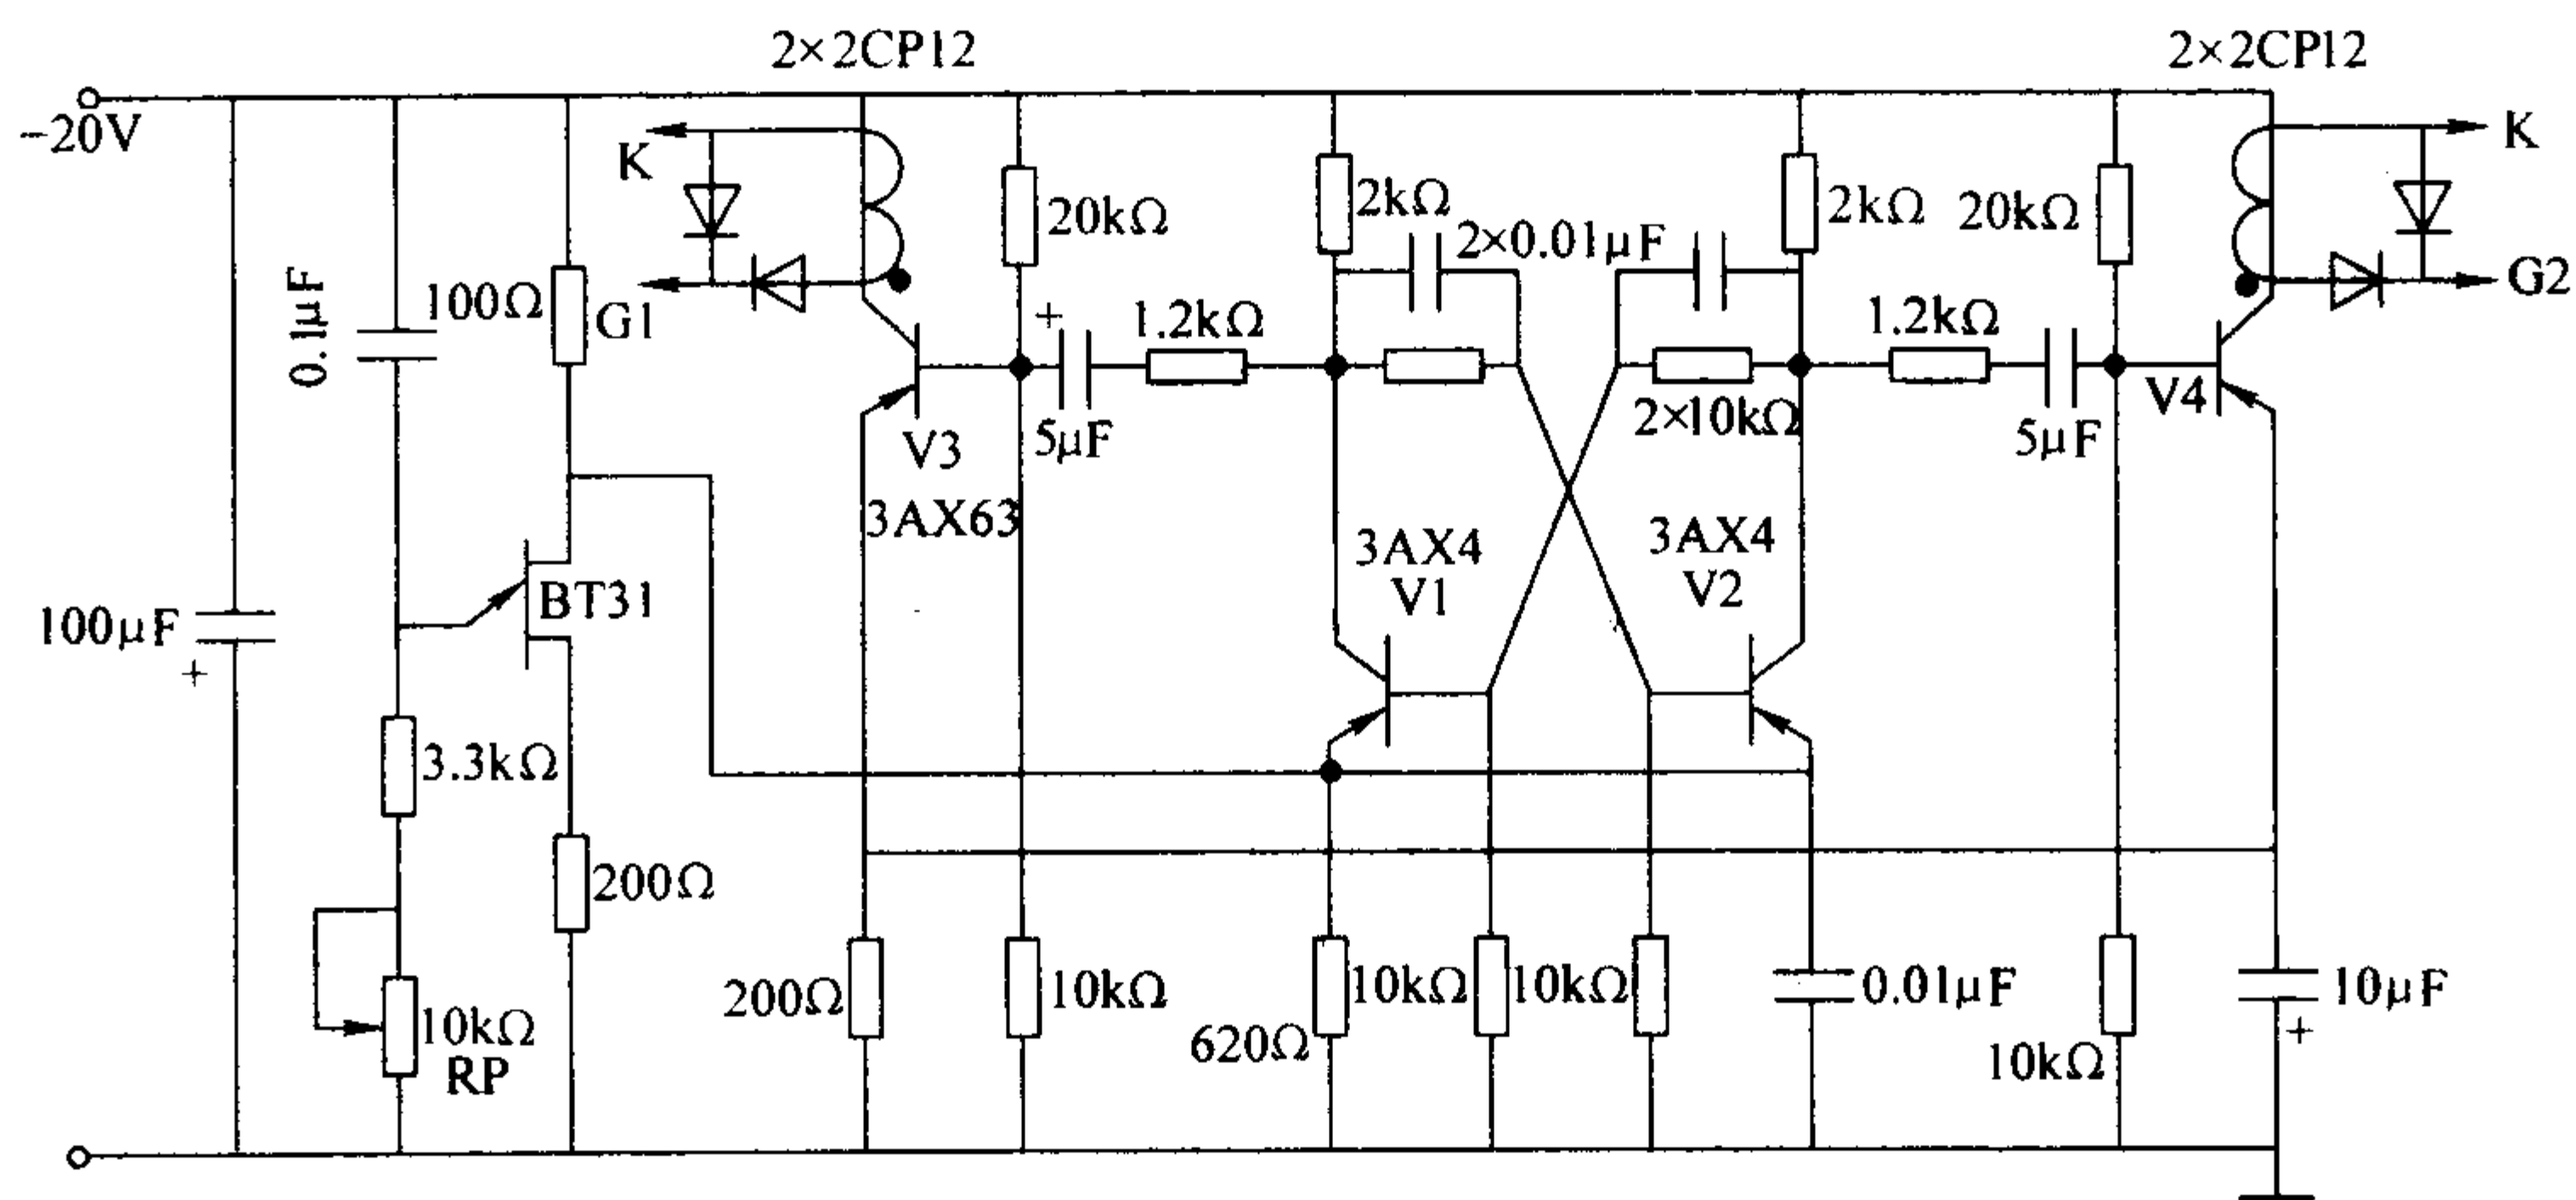 2×2CP12
2×2CP12
−20V
K
K
20kΩ
2kΩ
2×0.01μF
2kΩ
20kΩ
0.1μF
100Ω
G1
G2
+
1.2kΩ
1.2kΩ
V3
5μF
2×10kΩ
5μF
V4
3AX63
3AX4
V1
3AX4
V2
BT31
100μF
+
3.3kΩ
200Ω
200Ω
10kΩ
10kΩ
10kΩ
0.01μF
10μF
+
10kΩ
RP
620Ω
10kΩ